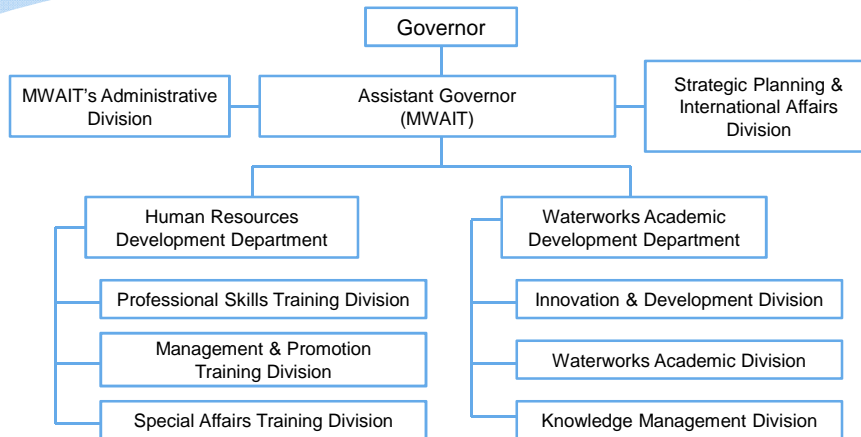 Governor
MWAIT's Administrative
Division
Assistant Governor
(MWAIT)
Strategic Planning &
International Affairs
Division
Human Resources
Development Department
Waterworks Academic
Development Department
Professional Skills Training Division
Innovation & Development Division
Management & Promotion
Training Division
Waterworks Academic Division
Special Affairs Training Division
Knowledge Management Division